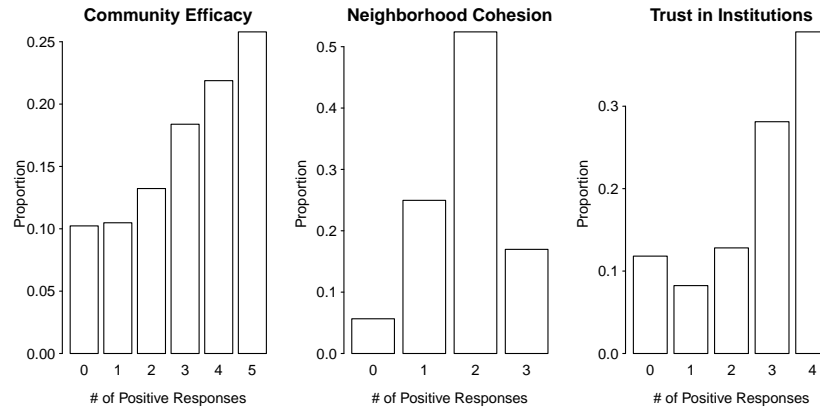 Community Efficacy
Proportion
0.25
0.20
0.15
0.10
0.05
0.00
0 1 2 3 4 5
# of Positive Responses
Neighborhood Cohesion
Proportion
0.5
0.4
0.3
0.2
0.1
0.0
0 1 2 3
# of Positive Responses
Trust in Institutions
Proportion
0.3
0.2
0.1
0.0
0 1 2 3 4
# of Positive Responses